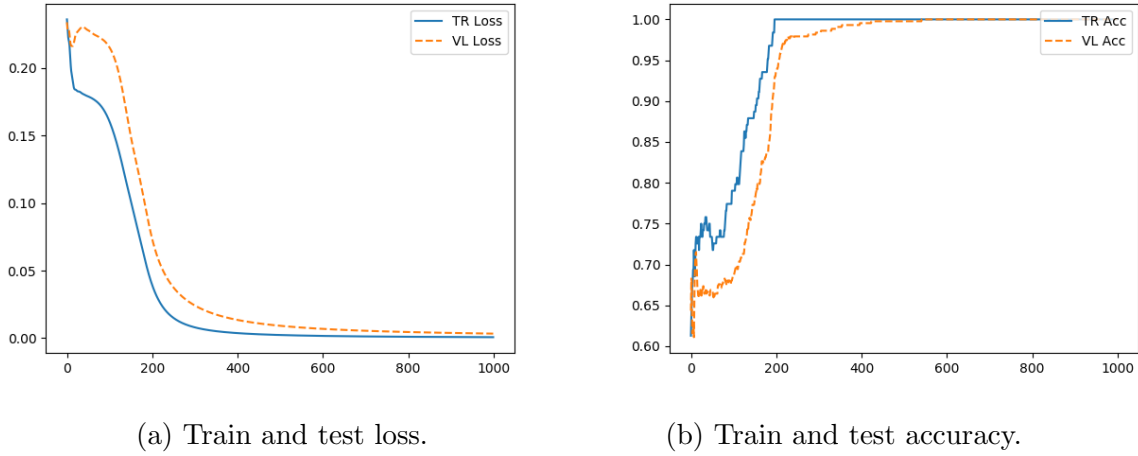 TR Loss
VL Loss
0.20
0.15
0.10
0.05
0.00
0 200 400 600 800 1000
(a) Train and test loss.
TR Acc
VL Acc
1.00
0.95
0.90
0.85
0.80
0.75
0.70
0.65
0.60
0 200 400 600 800 1000
(b) Train and test accuracy.